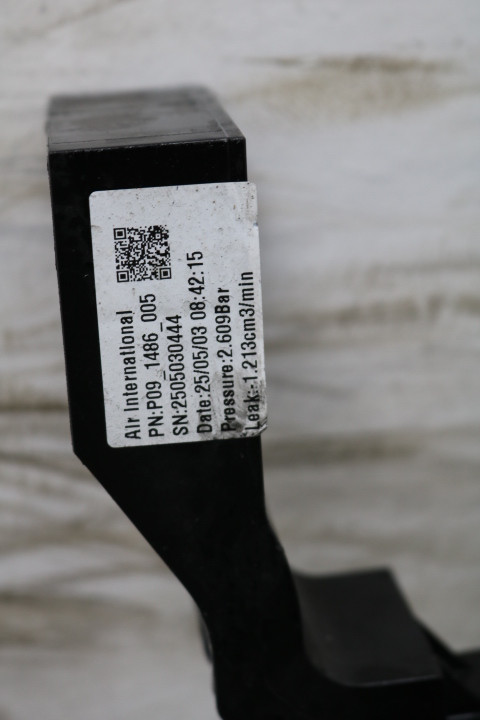 Air International
PN:P09_1486_005
SN:2505030444
Date:25/05/03 08:42:15
Pressure:2.609Bar
Leak:-1.213cm3/min